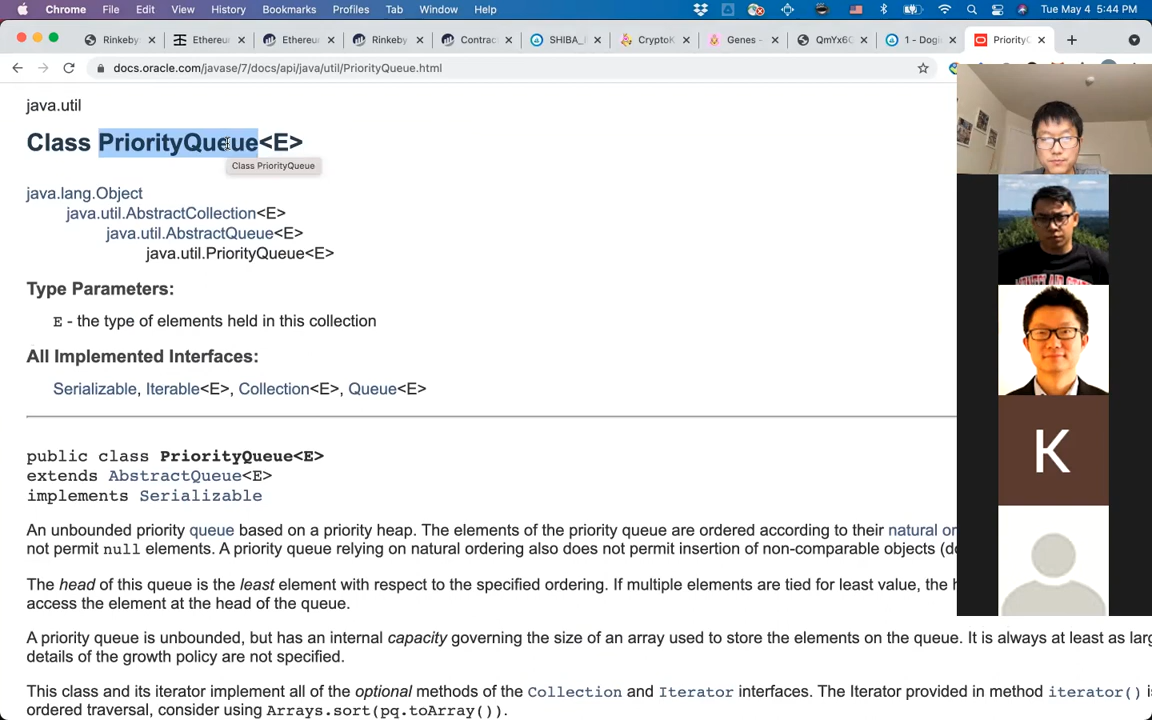 Chrome File Edit View History Bookmarks Profiles Tab Window Help Tue May 4 5:44 PM
Rinkeby Ethereur Ethereur Rinkeby Contrac SHIBA_ CryptoK Genes - QmYx6C 1 - Dogi PriorityQ
docs.oracle.com/javase/7/docs/api/java/util/PriorityQueue.html
java.util
Class PriorityQueue<E>
Class PriorityQueue
java.lang.Object
java.util.AbstractCollection<E>
java.util.AbstractQueue<E>
java.util.PriorityQueue<E>
Type Parameters:
E - the type of elements held in this collection
All Implemented Interfaces:
Serializable, Iterable<E>, Collection<E>, Queue<E>
public class PriorityQueue<E>
extends AbstractQueue<E>
implements Serializable
An unbounded priority queue based on a priority heap. The elements of the priority queue are ordered according to their natural or
not permit null elements. A priority queue relying on natural ordering also does not permit insertion of non-comparable objects (do
The head of this queue is the least element with respect to the specified ordering. If multiple elements are tied for least value, the h
access the element at the head of the queue.
A priority queue is unbounded, but has an internal capacity governing the size of an array used to store the elements on the queue. It is always at least as larg
details of the growth policy are not specified.
This class and its iterator implement all of the optional methods of the Collection and Iterator interfaces. The Iterator provided in method iterator() is
ordered traversal, consider using Arrays.sort(pq.toArray()).
K